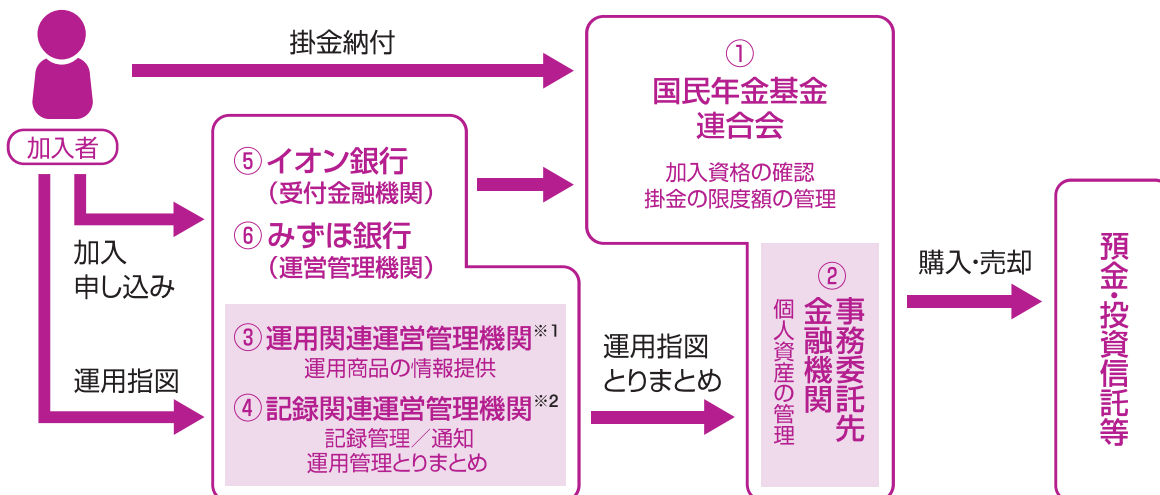 掛金納付
加入者
加入
申し込み
運用指図
⑤イオン銀行
（受付金融機関）
⑥みずほ銀行
（運営管理機関）
③運用関連運営管理機関※1
運用商品の情報提供
④記録関連運営管理機関※2
記録管理／通知
運用管理とりまとめ
運用指図
とりまとめ
①
国民年金基金
連合会
加入資格の確認
掛金の限度額の管理
②
事務委託先
金融機関
個人資産の管理
購入・売却
預金・投資信託等